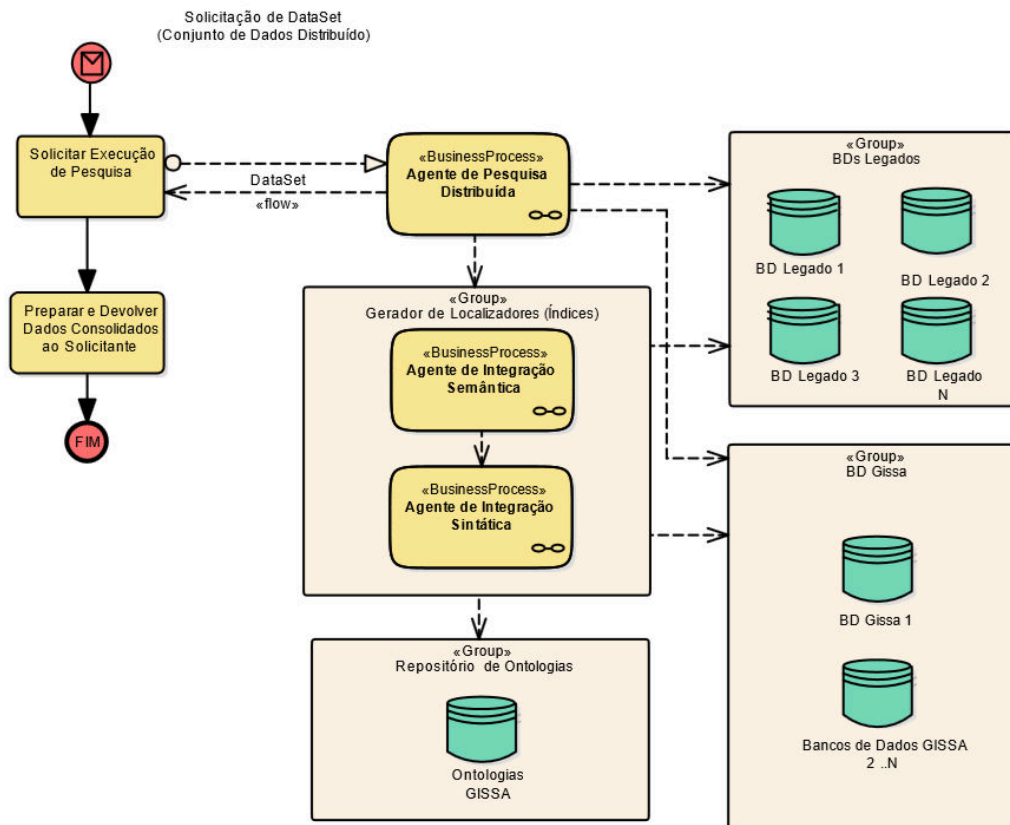 Solicitação de DataSet
(Conjunto de Dados Distribuído)
Solicitar Execução
de Pesquisa
DataSet
«flow»
«BusinessProcess»
Agente de Pesquisa
Distribuída
Preparar e Devolver
Dados Consolidados
ao Solicitante
FIM
«Group»
Gerador de Localizadores (Índices)
«BusinessProcess»
Agente de Integração
Semântica
«BusinessProcess»
Agente de Integração
Sintática
«Group»
Repositório de Ontologias
Ontologias
GISSA
«Group»
BDs Legados
BD Legado 1
BD Legado 2
BD Legado 3
BD Legado
N
«Group»
BD Gissa
BD Gissa 1
Bancos de Dados GISSA
2 ..N